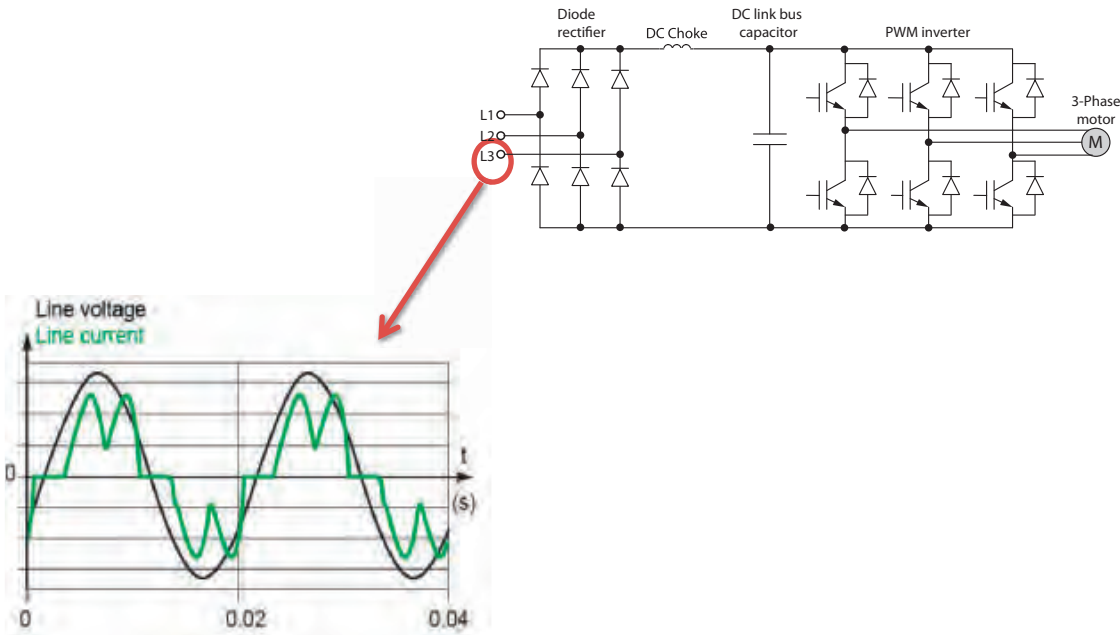 Diode
rectifier
DC Choke
DC link bus
capacitor
PWM inverter
3-Phase
motor
M
L1
L2
L3
Line voltage
Line current
0
t
(s)
0
0.02
0.04